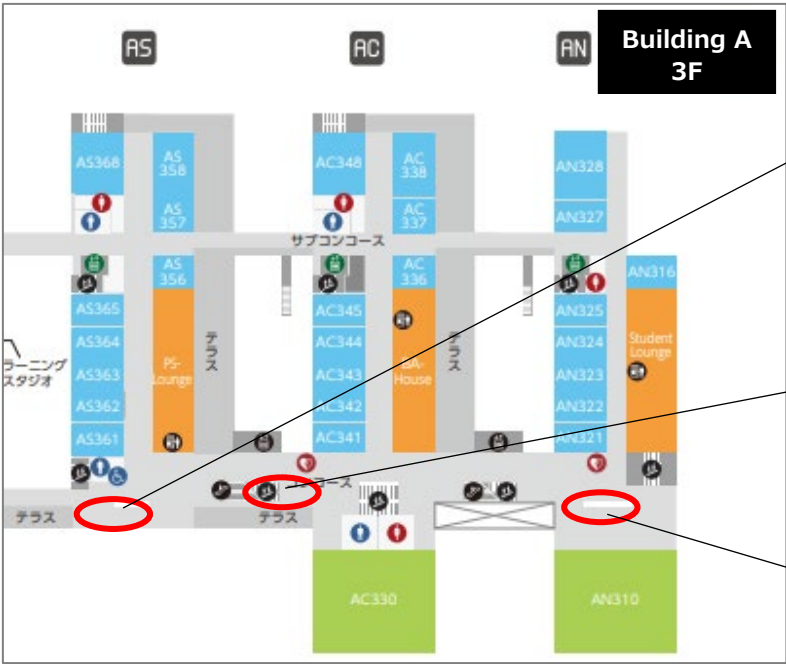 AS
AC
AN
Building A
3F
AS368
AS
358
AC348
AC
338
AN328
AS
357
AC
337
AN327
サブコンコース
AS
356
AC
336
AN316
AS365
AC345
AN325
AS364
AC344
AN324
テラス
テラス
Student
Lounge
ラーニング
スタジオ
AS363
PS-
Lounge
AC343
BA-
House
AN323
AS362
AC342
AN322
AS361
AC341
AN321
コース
テラス
テラス
AC330
AN310